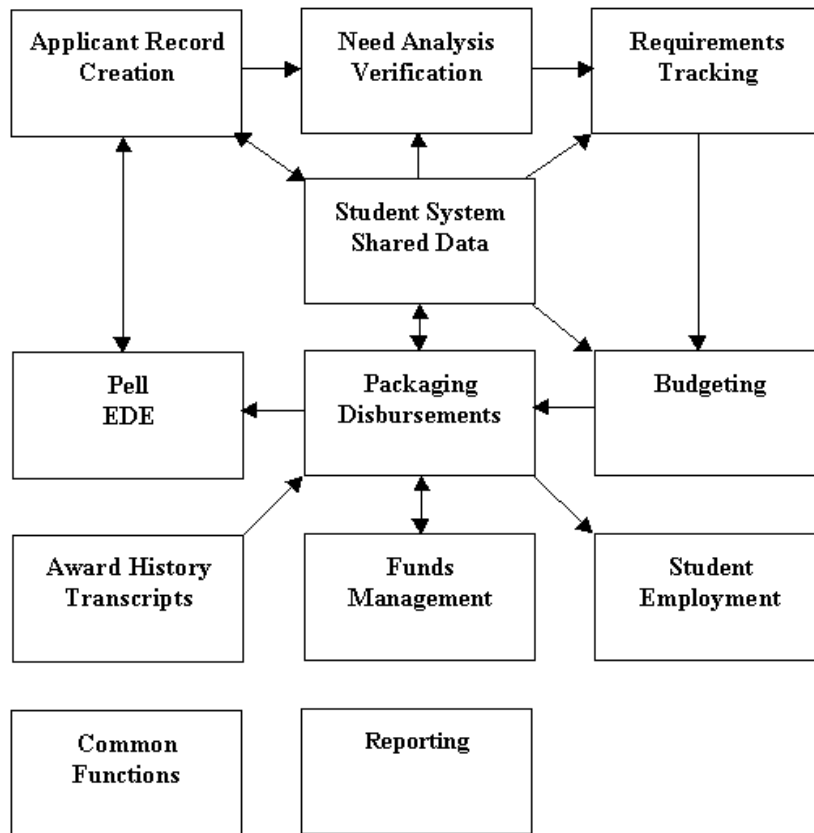 Applicant Record
Creation
Need Analysis
Verification
Requirements
Tracking
Student System
Shared Data
Pell
EDE
Packaging
Disbursements
Budgeting
Award History
Transcripts
Funds
Management
Student
Employment
Common
Functions
Reporting